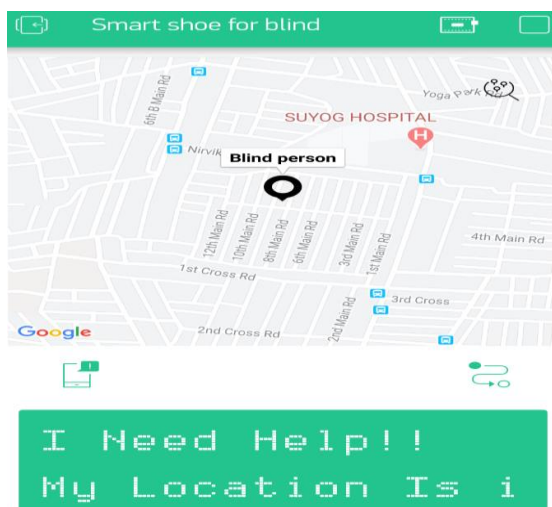 Smart shoe for blind
6th B Main Rd
Yoga Park Rd
SUYOG HOSPITAL
H
Nirvik
Blind person
12th Main Rd
10th Main Rd
8th Main Rd
6th Main Rd
3rd Main Rd
1st Main Rd
4th Main Rd
1st Cross Rd
2nd Main Rd
3rd Cross
Google
2nd Cross Rd
I Need Help!!
My Location Is i